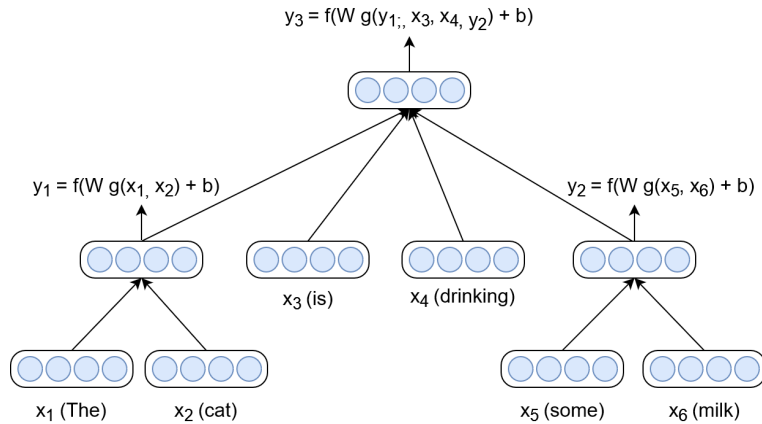 y₃ = f(W g(y₁;, x₃, x₄, y₂) + b)
y₁ = f(W g(x₁, x₂) + b)
y₂ = f(W g(x₅, x₆) + b)
x₃ (is)
x₄ (drinking)
x₁ (The)
x₂ (cat)
x₅ (some)
x₆ (milk)